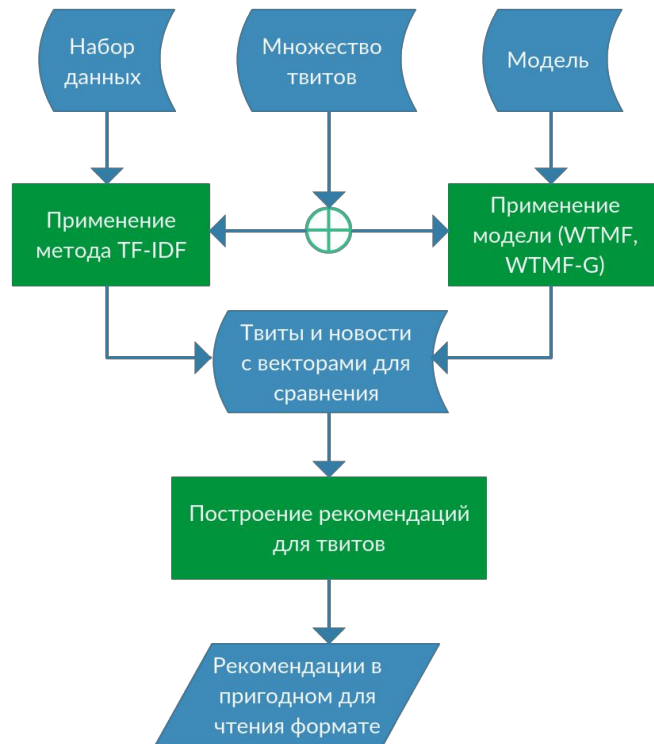 Набор
данных
Множество
твитов
Модель
Применение
метода TF-IDF
Применение
модели (WTMF,
WTMF-G)
Твиты и новости
с векторами для
сравнения
Построение рекомендаций
для твитов
Рекомендации в
пригодном для
чтения формате